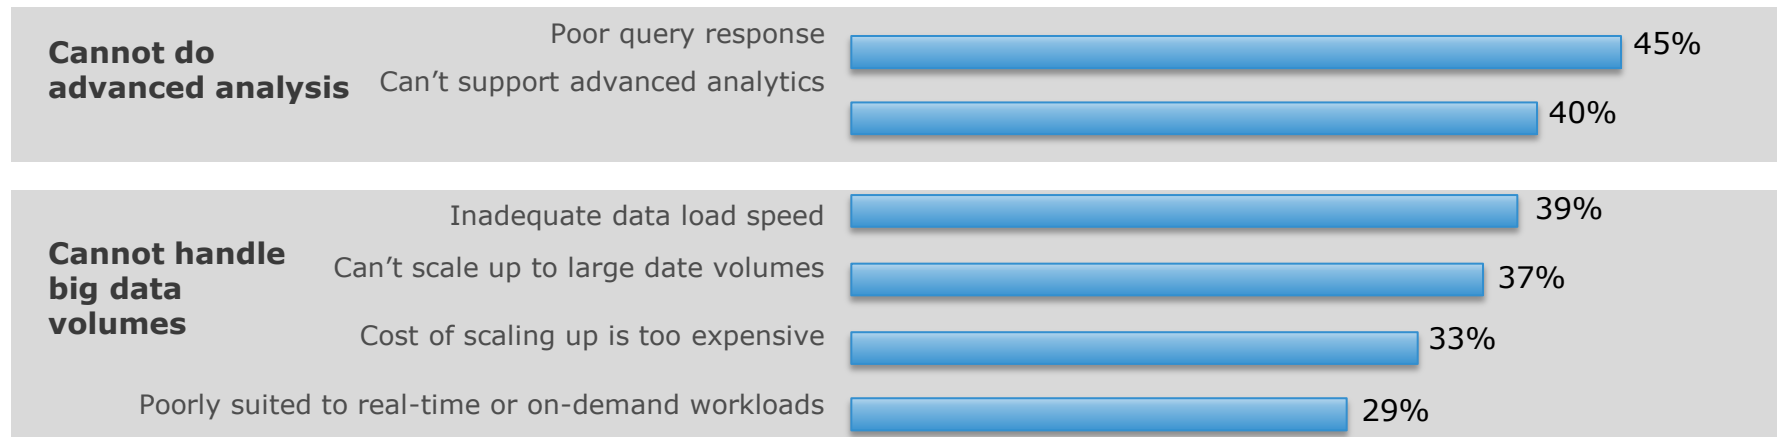 Cannot do
advanced analysis
Poor query response
45%
Can't support advanced analytics
40%
Cannot handle
big data
volumes
Inadequate data load speed
39%
Can't scale up to large date volumes
37%
Cost of scaling up is too expensive
33%
Poorly suited to real-time or on-demand workloads
29%